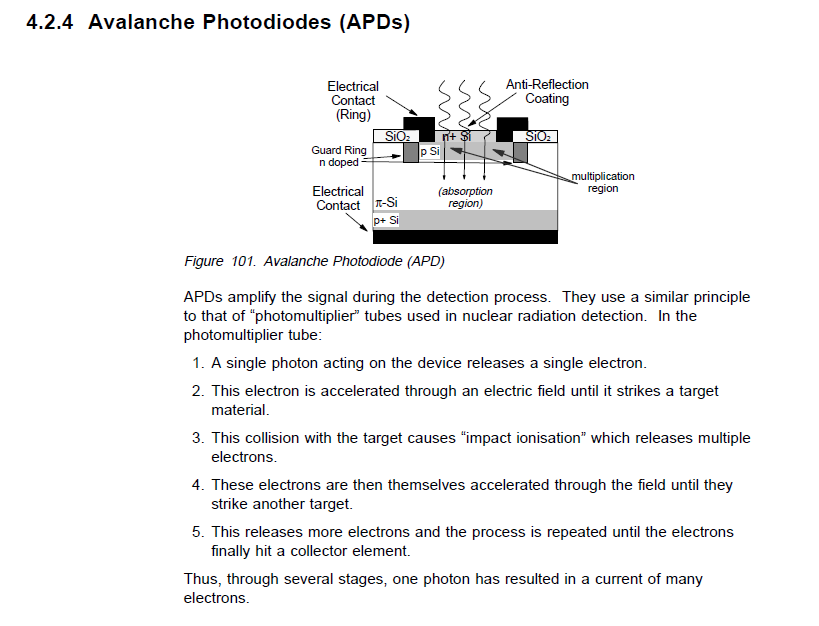 4.2.4 Avalanche Photodiodes (APDs)
Electrical
Contact
(Ring)
Anti-Reflection
Coating
SiO₂
n+ Si
SiO₂
Guard Ring
n doped
p Si
multiplication
region
Electrical
Contact
π-Si
(absorption
region)
p+ Si
Figure 101. Avalanche Photodiode (APD)
APDs amplify the signal during the detection process. They use a similar principle
to that of “photomultiplier” tubes used in nuclear radiation detection. In the
photomultiplier tube:
1. A single photon acting on the device releases a single electron.
2. This electron is accelerated through an electric field until it strikes a target
material.
3. This collision with the target causes “impact ionisation” which releases multiple
electrons.
4. These electrons are then themselves accelerated through the field until they
strike another target.
5. This releases more electrons and the process is repeated until the electrons
finally hit a collector element.
Thus, through several stages, one photon has resulted in a current of many
electrons.